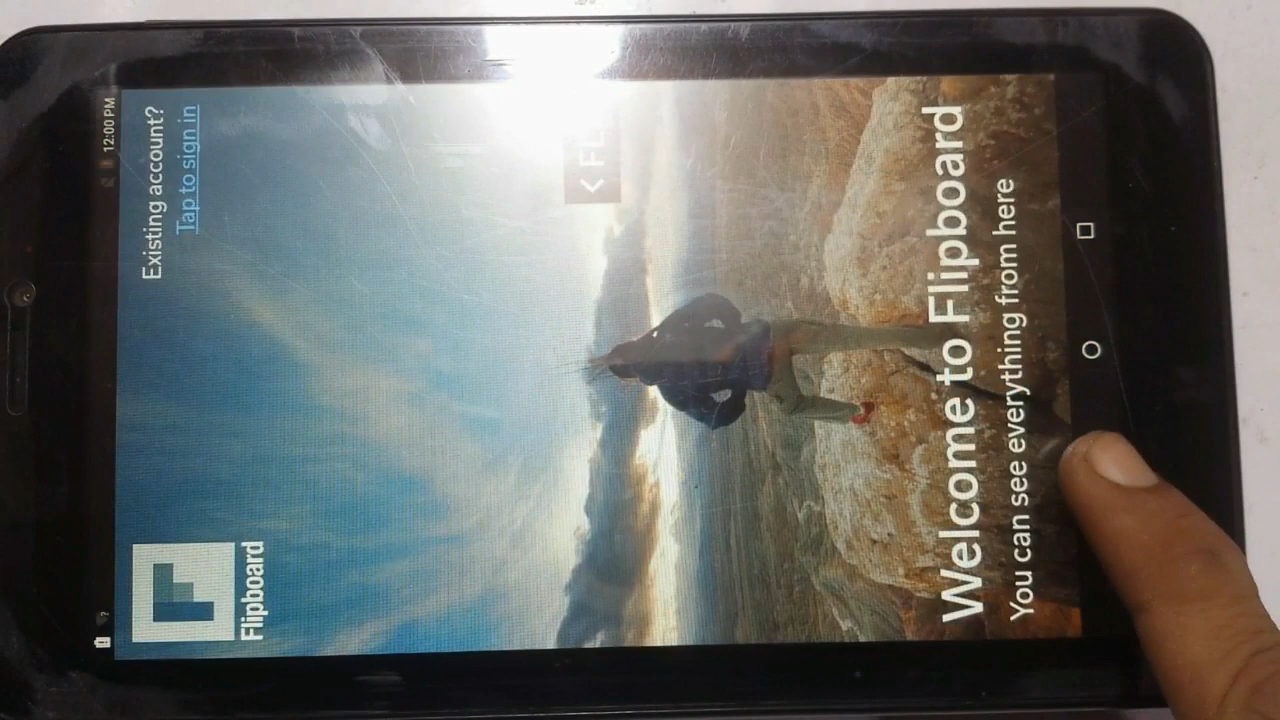 12:00 PM
Flipboard
Existing account?
Tap to sign in
< FL
Welcome to Flipboard
You can see everything from here